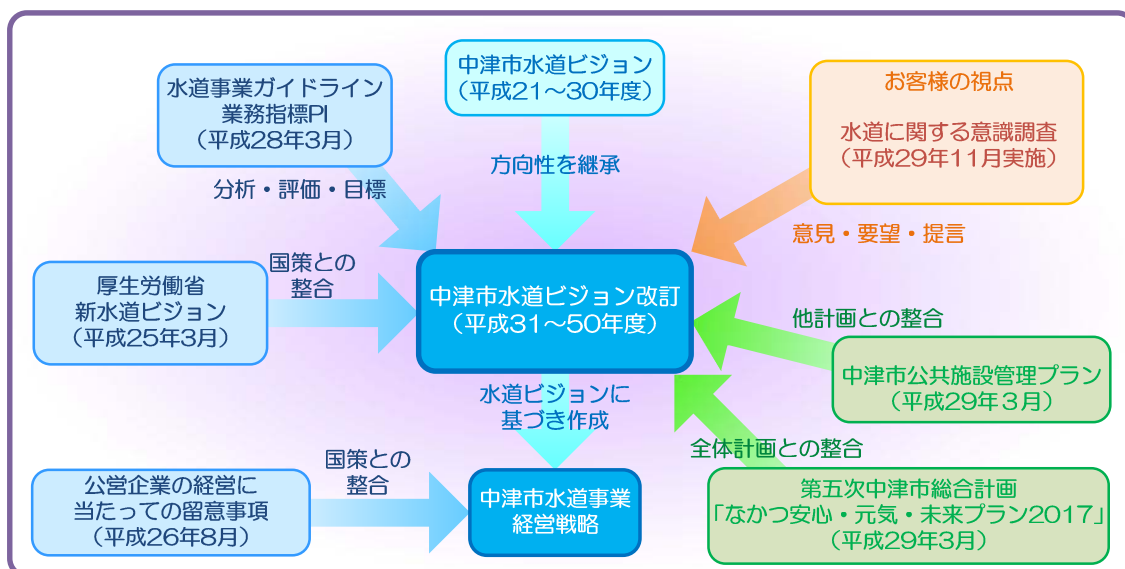 水道事業ガイドライン
業務指標PI
（平成28年3月）
中津市水道ビジョン
（平成21～30年度）
お客様の視点
水道に関する意識調査
（平成29年11月実施）
分析・評価・目標
方向性を継承
意見・要望・提言
厚生労働省
新水道ビジョン
（平成25年3月）
国策との
整合
中津市水道ビジョン改訂
（平成31～50年度）
他計画との整合
中津市公共施設管理プラン
（平成29年３月）
水道ビジョンに
基づき作成
全体計画との整合
公営企業の経営に
当たっての留意事項
（平成26年8月）
国策との
整合
中津市水道事業
経営戦略
第五次中津市総合計画
「なかつ安心・元気・未来プラン2017」
（平成29年3月）